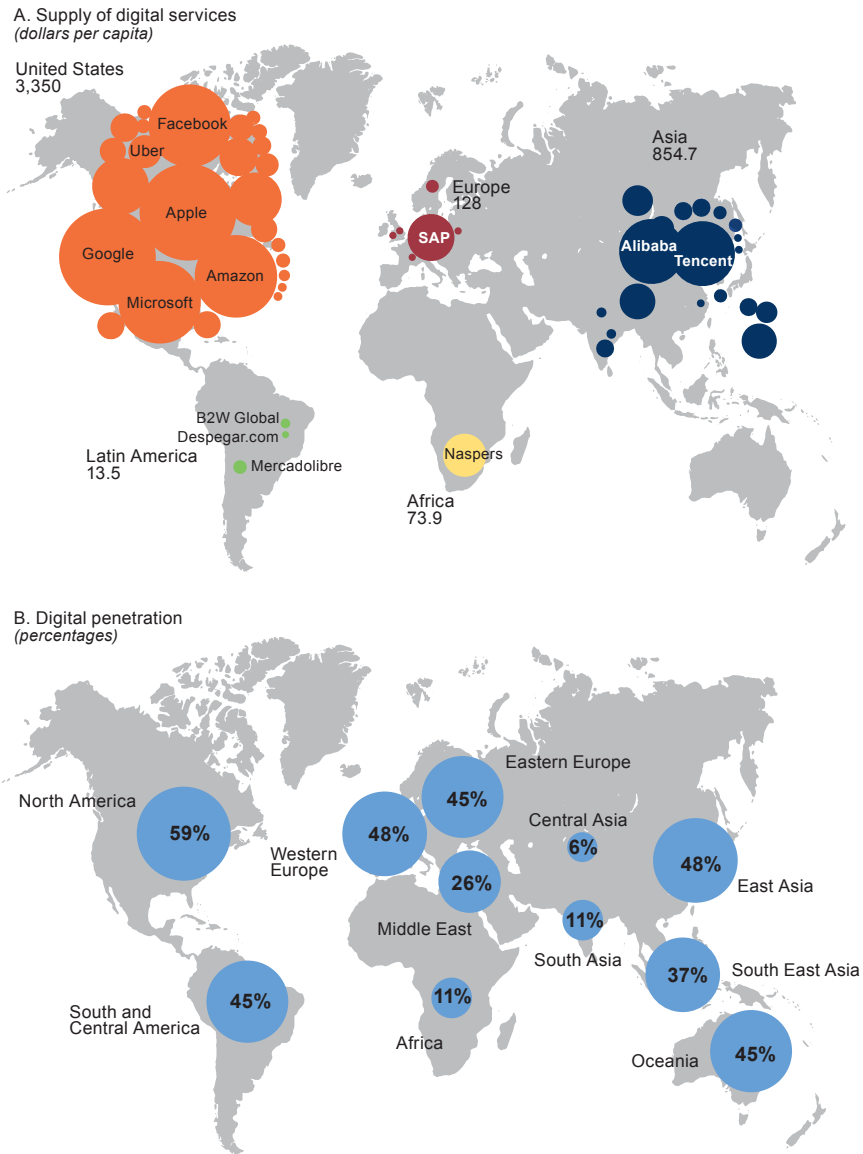 A. Supply of digital services
(dollars per capita)
United States
3,350
Facebook
Uber
Apple
Google
Amazon
Microsoft
Europe
128
SAP
Asia
854.7
Alibaba
Tencent
B2W Global
Despegar.com
Latin America
13.5
Mercadolibre
Naspers
Africa
73.9
B. Digital penetration
(percentages)
North America
59%
Western
Europe
48%
Eastern Europe
45%
Central Asia
6%
48%
East Asia
26%
Middle East
11%
South Asia
37%
South East Asia
South and
Central America
45%
11%
Africa
Oceania
45%